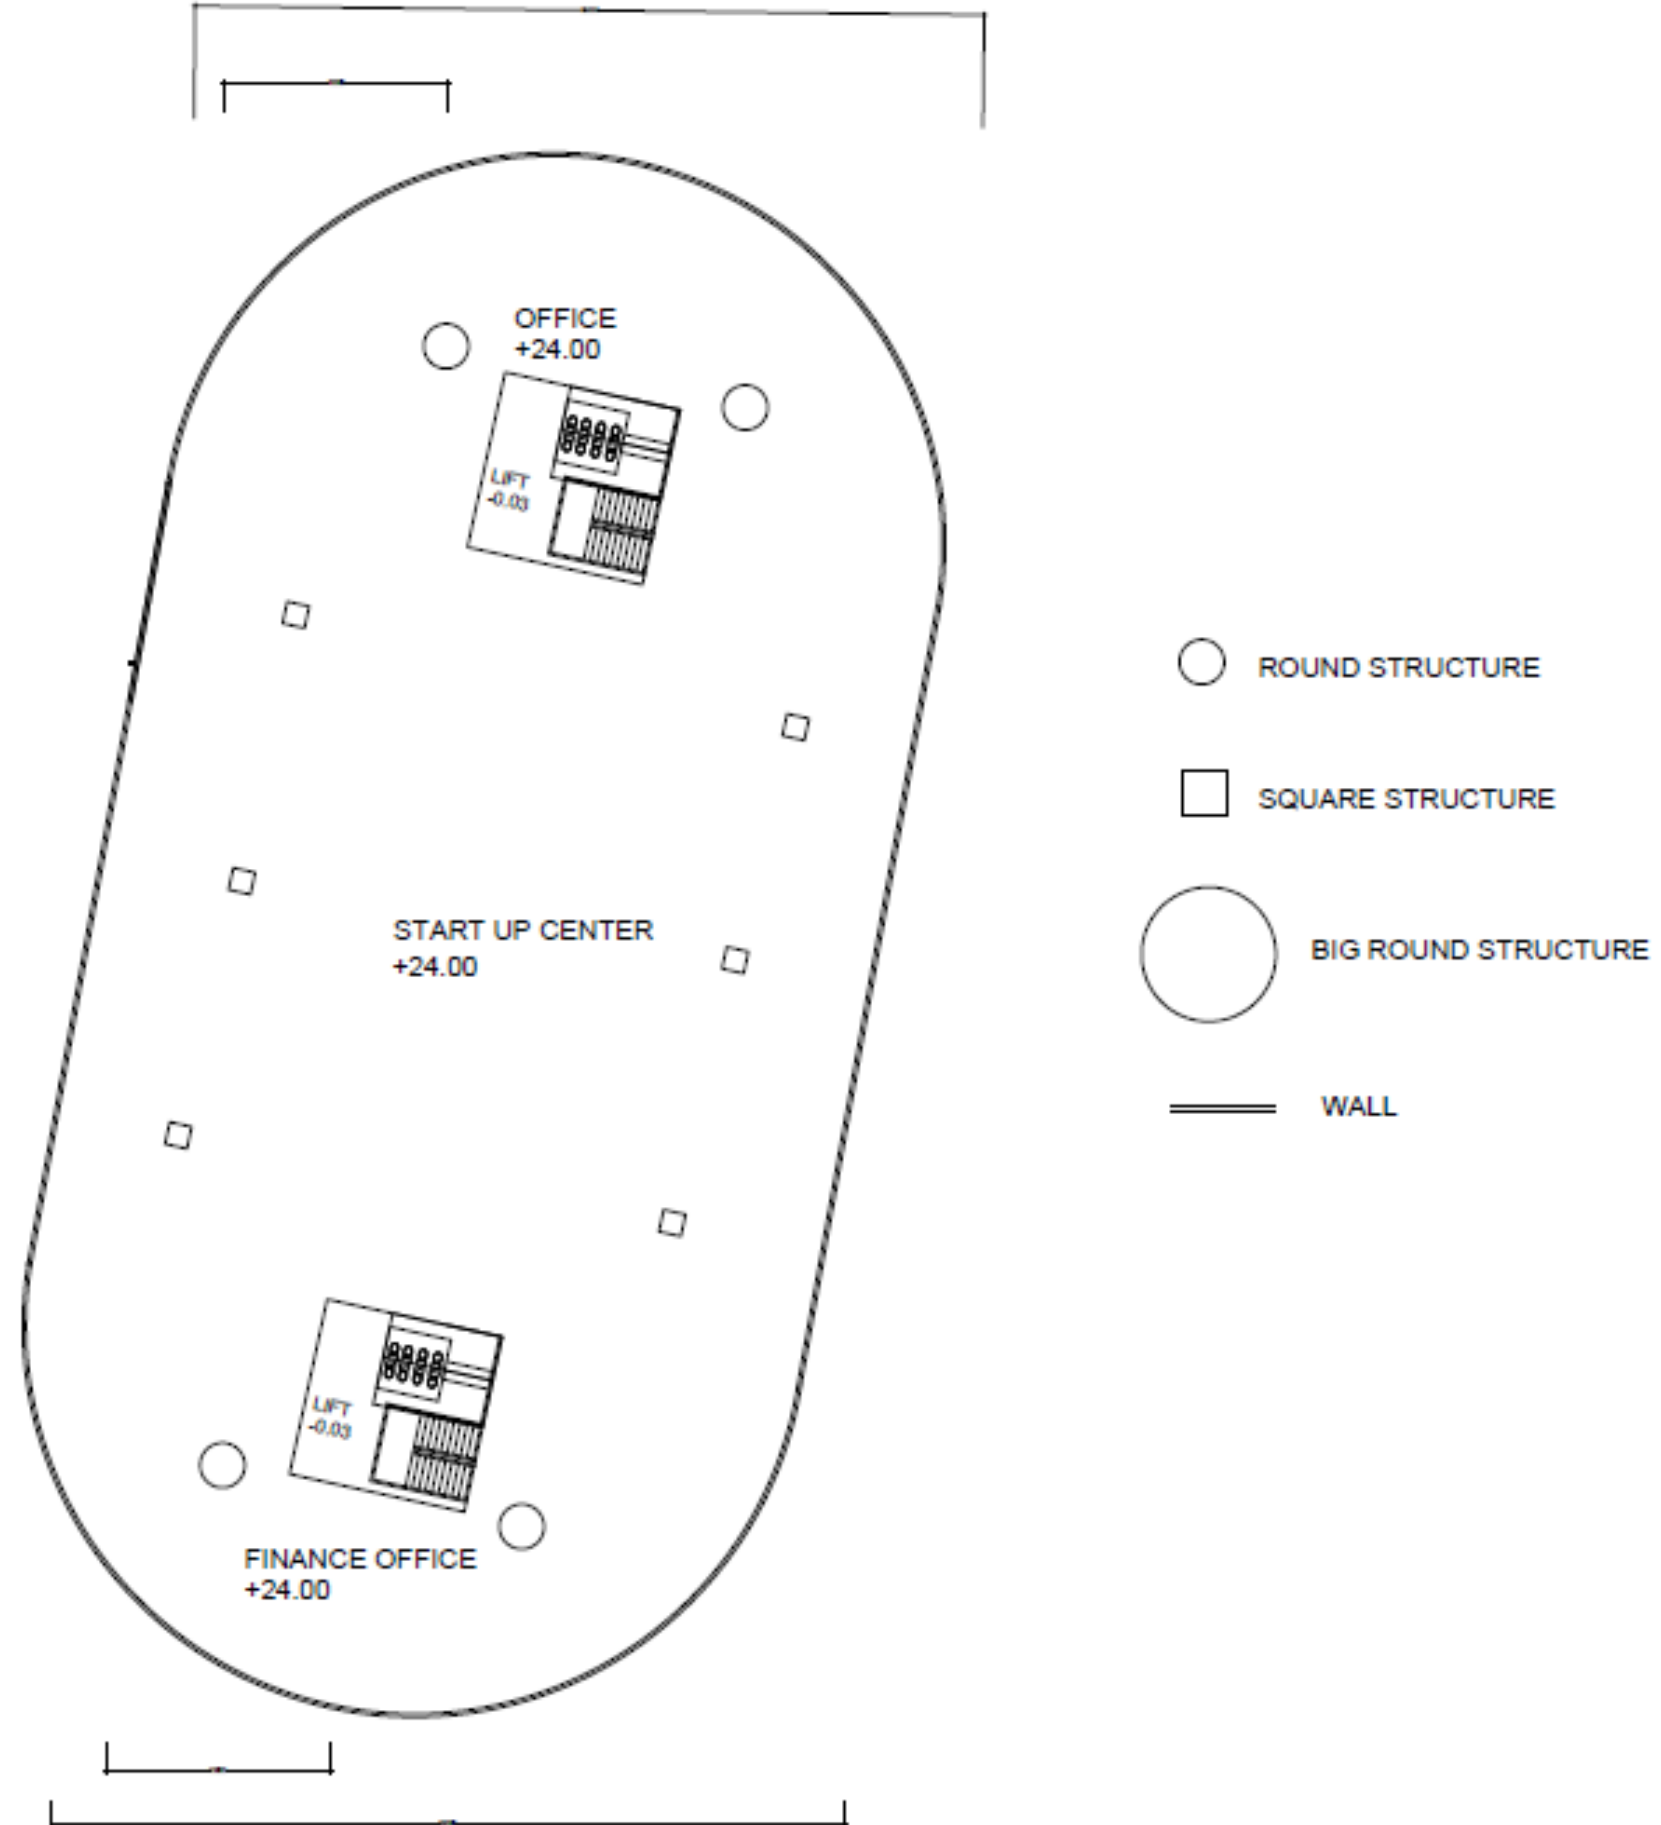 OFFICE
+24.00
LIFT
-0.03
ROUND STRUCTURE
SQUARE STRUCTURE
START UP CENTER
+24.00
BIG ROUND STRUCTURE
WALL
LIFT
-0.03
FINANCE OFFICE
+24.00